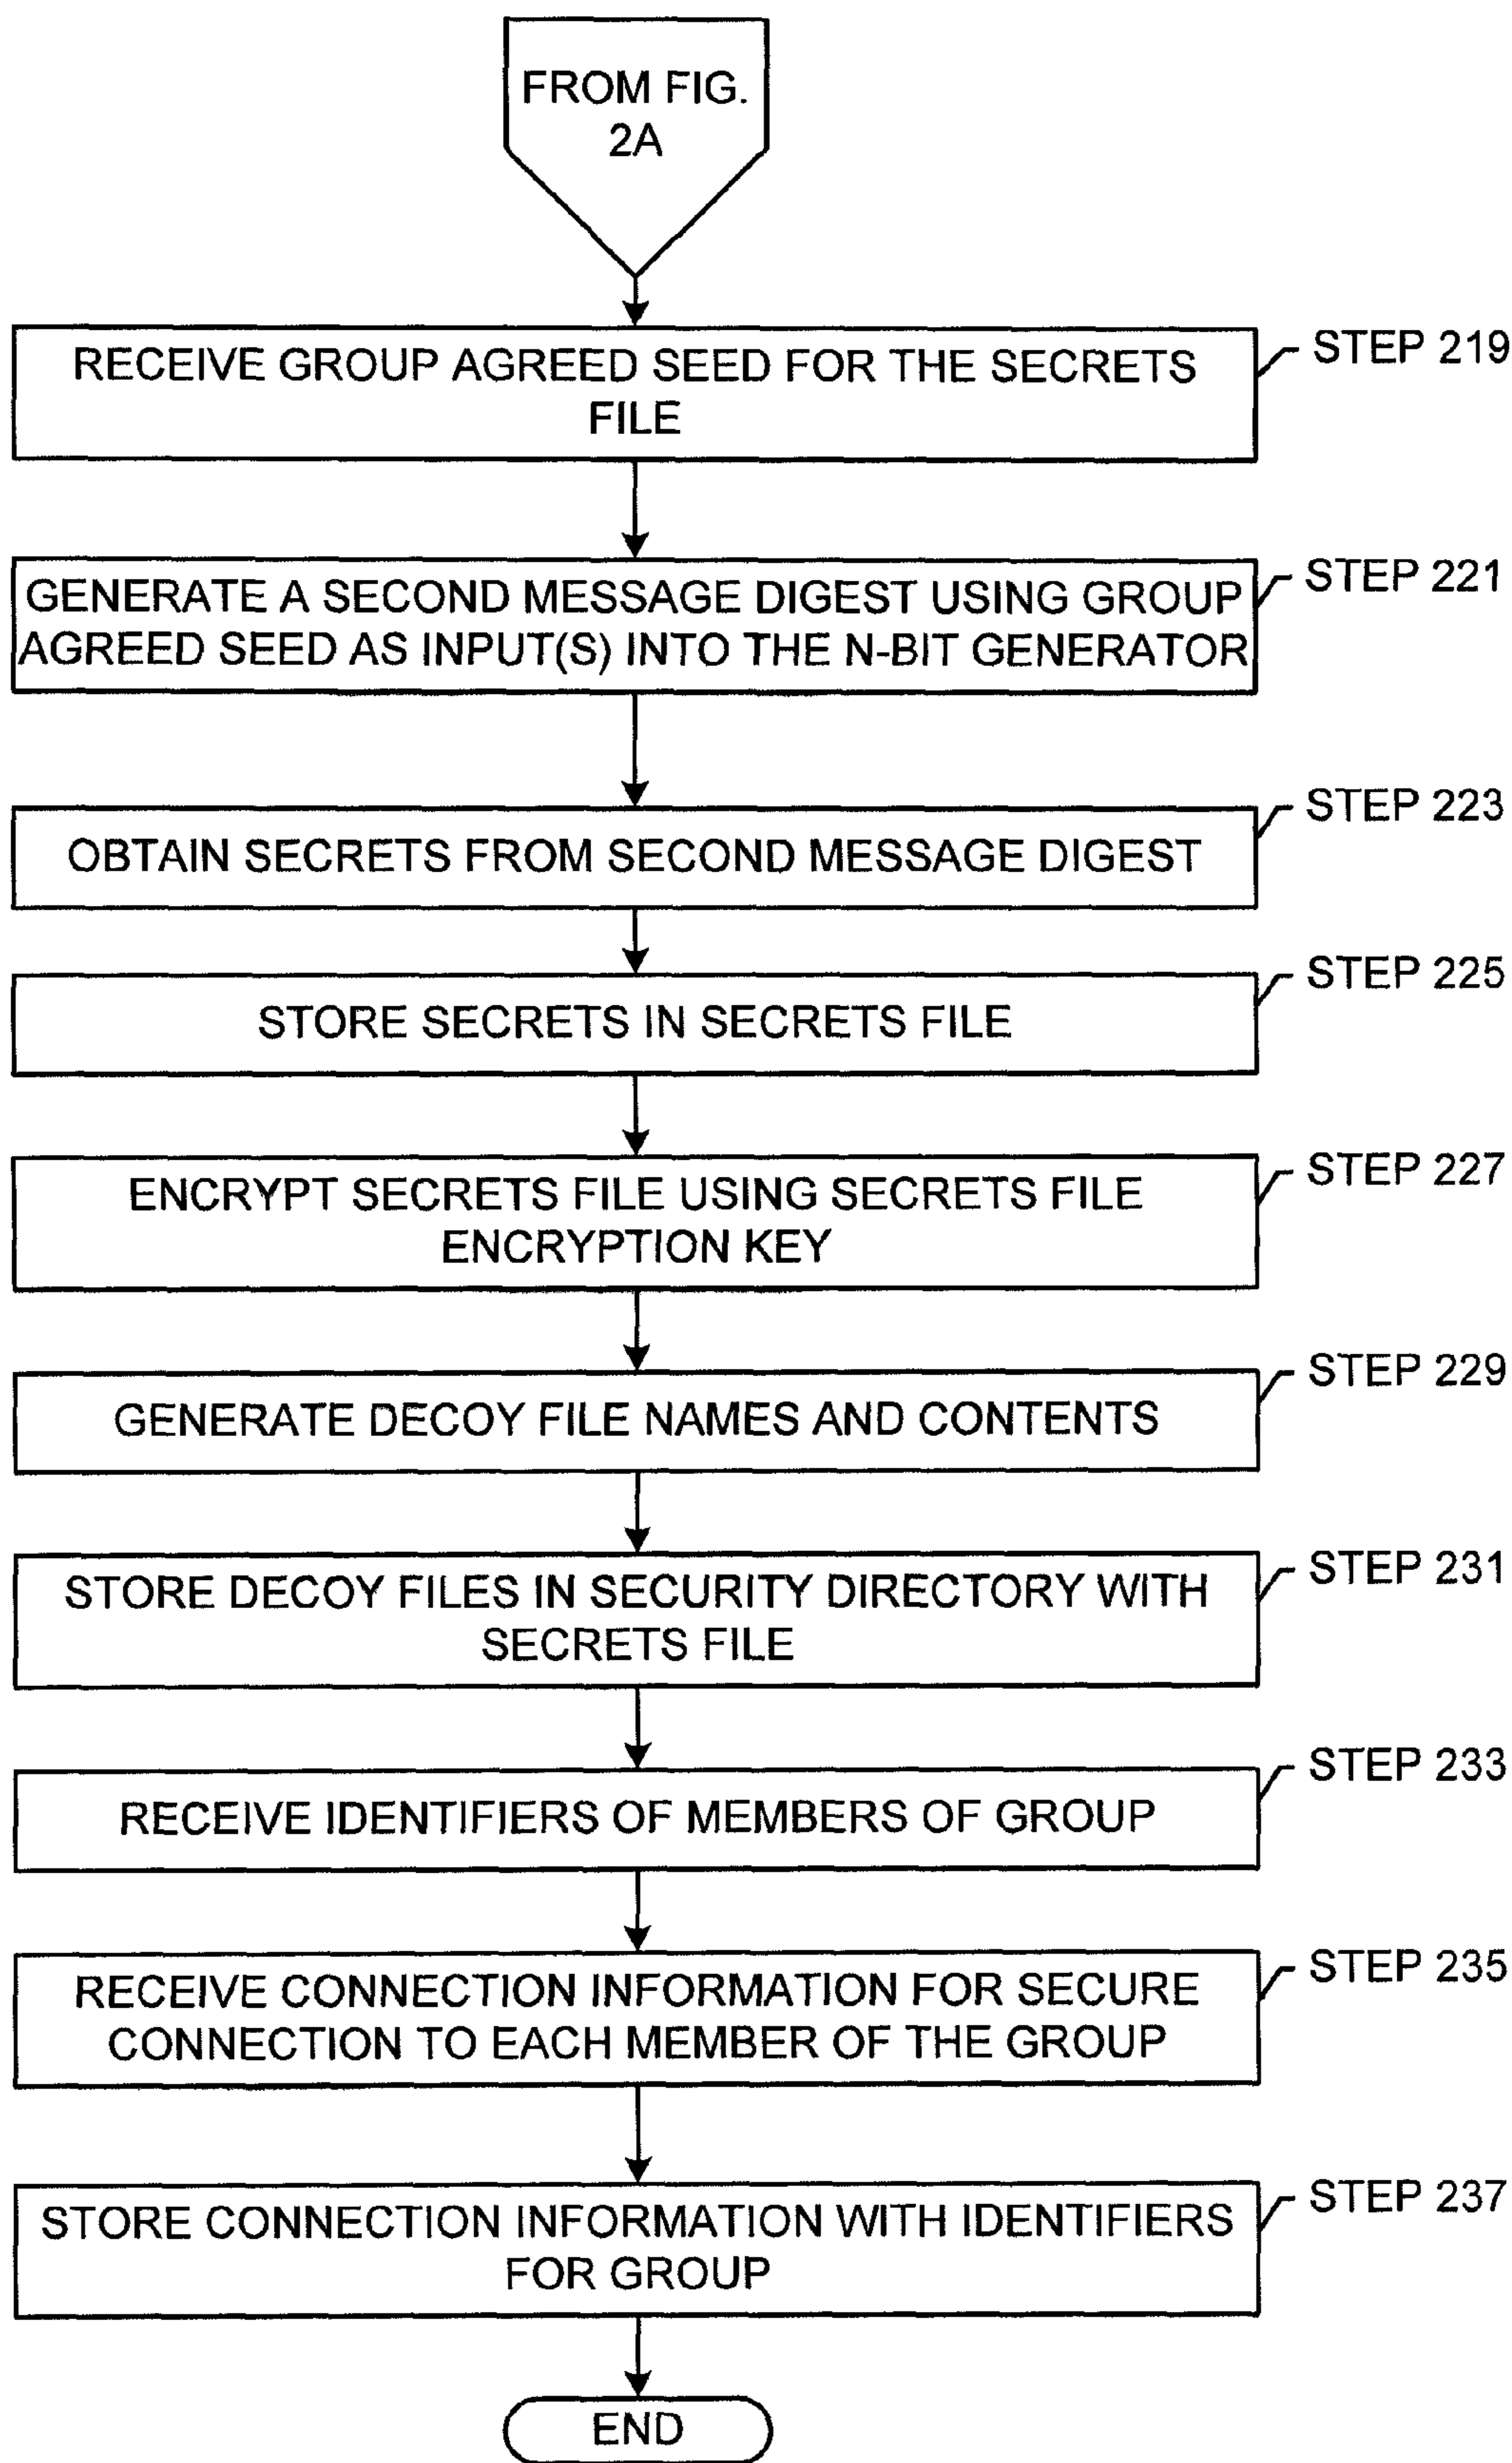 FROM FIG.
2A
RECEIVE GROUP AGREED SEED FOR THE SECRETS
FILE
STEP 219
GENERATE A SECOND MESSAGE DIGEST USING GROUP
AGREED SEED AS INPUT(S) INTO THE N-BIT GENERATOR
STEP 221
OBTAIN SECRETS FROM SECOND MESSAGE DIGEST
STEP 223
STORE SECRETS IN SECRETS FILE
STEP 225
ENCRYPT SECRETS FILE USING SECRETS FILE
ENCRYPTION KEY
STEP 227
GENERATE DECOY FILE NAMES AND CONTENTS
STEP 229
STORE DECOY FILES IN SECURITY DIRECTORY WITH
SECRETS FILE
STEP 231
RECEIVE IDENTIFIERS OF MEMBERS OF GROUP
STEP 233
RECEIVE CONNECTION INFORMATION FOR SECURE
CONNECTION TO EACH MEMBER OF THE GROUP
STEP 235
STORE CONNECTION INFORMATION WITH IDENTIFIERS
FOR GROUP
STEP 237
END